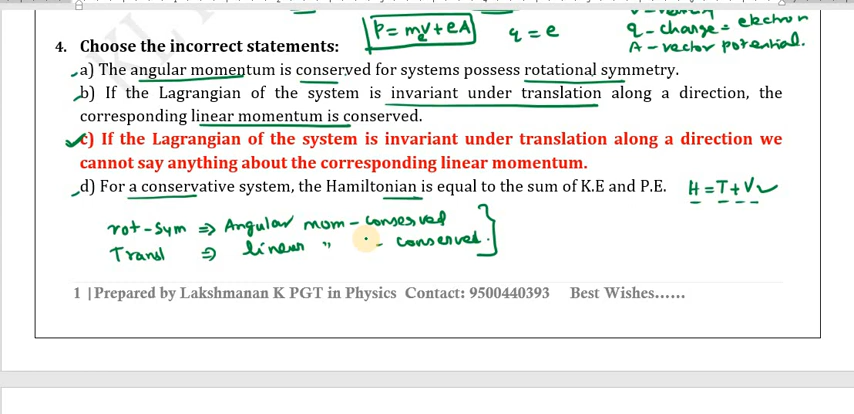 P = mv + eA
q = e
q - change = electron
A - vector potential.
4. Choose the incorrect statements:
a) The angular momentum is conserved for systems possess rotational symmetry.
b) If the Lagrangian of the system is invariant under translation along a direction, the
corresponding linear momentum is conserved.
c) If the Lagrangian of the system is invariant under translation along a direction we
cannot say anything about the corresponding linear momentum.
d) For a conservative system, the Hamiltonian is equal to the sum of K.E and P.E. H = T + V
rot-sym ⇒ Angular mom - conserved
Transl ⇒ linear " - conserved.
1 |Prepared by Lakshmanan K PGT in Physics Contact: 9500440393 Best Wishes......